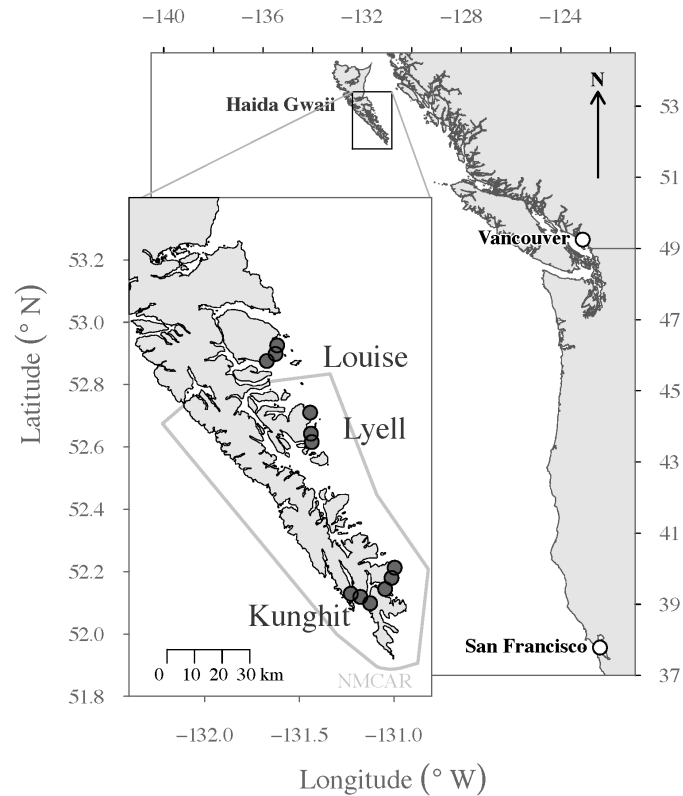 −140 −136 −132 −128 −124
N
Haida Gwaii
53
51
Vancouver
49
53.2
53.0
52.8
52.6
52.4
52.2
52.0
51.8
47
45
43
41
39
37
Latitude (° N)
Louise
Lyell
Kunghit
San Francisco
0 10 20 30 km
NMCAR
−132.0 −131.5 −131.0
Longitude (° W)